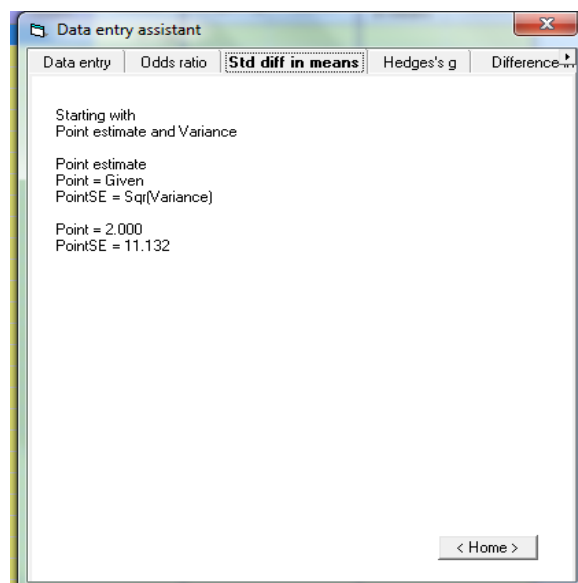 Data entry assistant
Data entry
Odds ratio
Std diff in means
Hedges's g
Difference in
Starting with
Point estimate and Variance
Point estimate
Point = Given
PointSE = Sqr(Variance)
Point = 2.000
PointSE = 11.132
< Home >